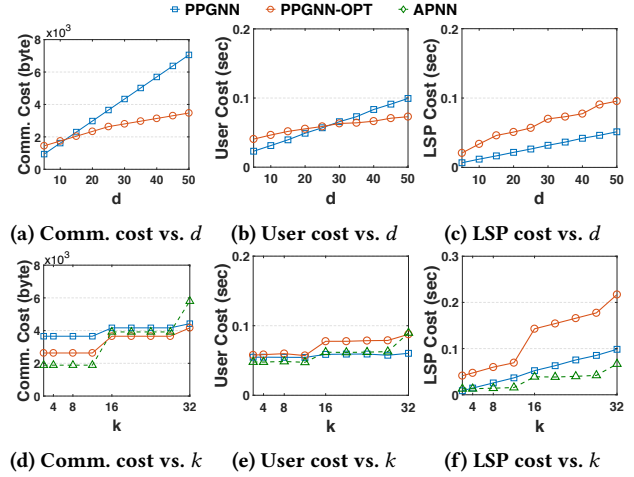 PPGNN PPGNN-OPT APNN
×10³
8
6
4
2
0
Comm. Cost (byte)
10 20 30 40 50
d
0.2
0.1
0
User Cost (sec)
10 20 30 40 50
d
0.2
0.1
0
LSP Cost (sec)
10 20 30 40 50
d
(a) Comm. cost vs. d
(b) User cost vs. d
(c) LSP cost vs. d
×10³
8
6
4
2
0
Comm. Cost (byte)
4 8 16 32
k
0.2
0.1
0
User Cost (sec)
4 8 16 32
k
0.3
0.2
0.1
0
LSP Cost (sec)
4 8 16 32
k
(d) Comm. cost vs. k
(e) User cost vs. k
(f) LSP cost vs. k